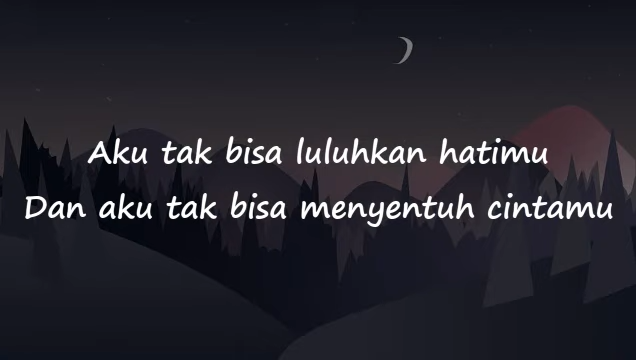 Aku tak bisa luluhkan hatimu
Dan aku tak bisa menyentuh cintamu